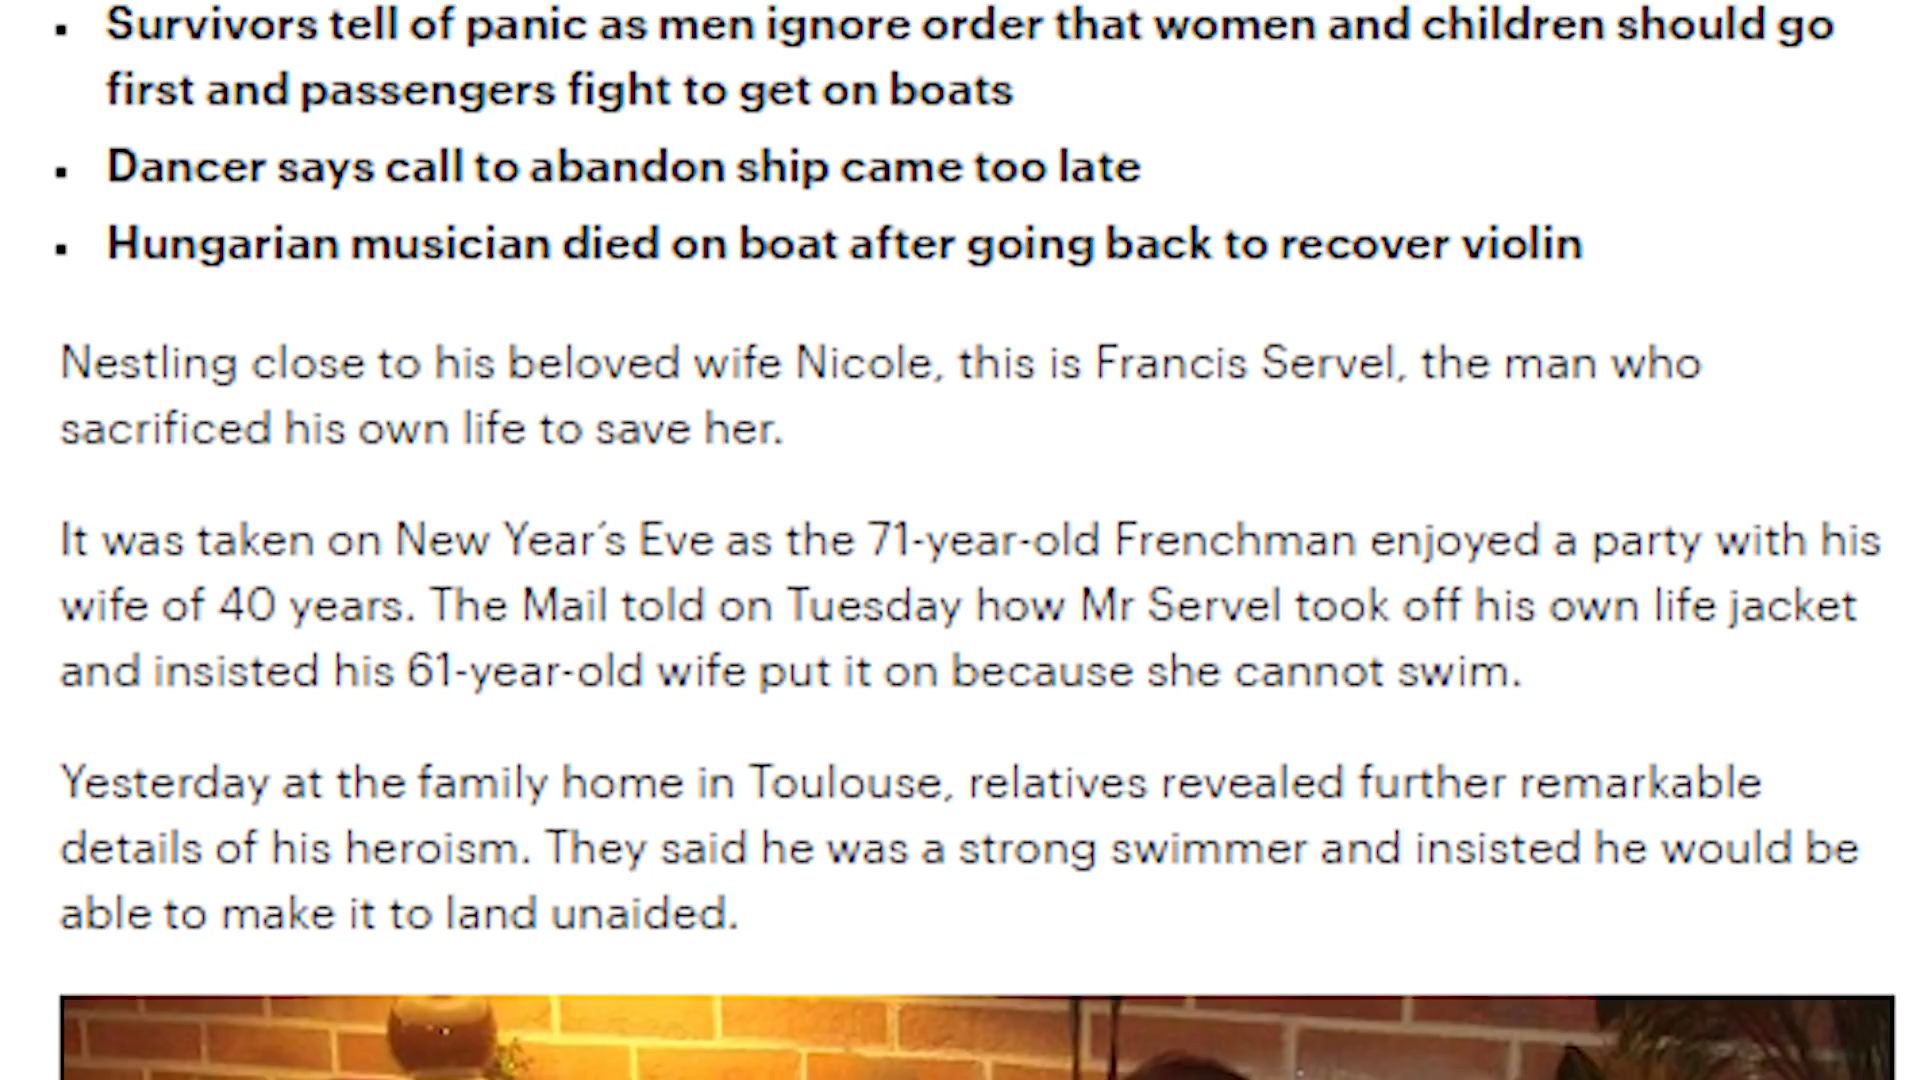 Survivors tell of panic as men ignore order that women and children should go
first and passengers fight to get on boats
Dancer says call to abandon ship came too late
Hungarian musician died on boat after going back to recover violin
Nestling close to his beloved wife Nicole, this is Francis Servel, the man who
sacrificed his own life to save her.
It was taken on New Year´s Eve as the 71-year-old Frenchman enjoyed a party with his
wife of 40 years. The Mail told on Tuesday how Mr Servel took off his own life jacket
and insisted his 61-year-old wife put it on because she cannot swim.
Yesterday at the family home in Toulouse, relatives revealed further remarkable
details of his heroism. They said he was a strong swimmer and insisted he would be
able to make it to land unaided.